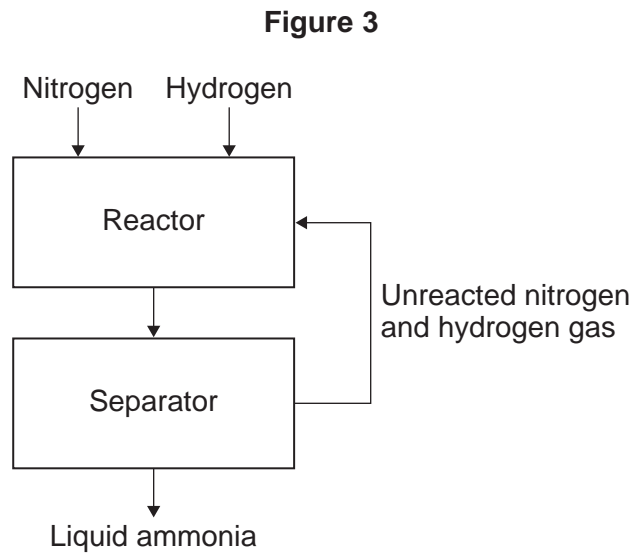 Figure 3
Nitrogen Hydrogen
Reactor
Unreacted nitrogen
and hydrogen gas
Separator
Liquid ammonia